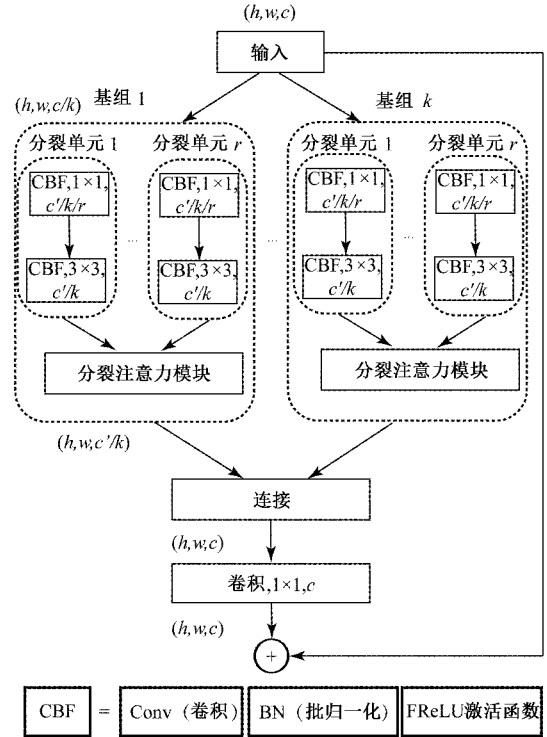 (h,w,c)
输入
(h,w,c/k)
基组 1
基组 k
分裂单元 1
分裂单元 r
分裂单元 1
分裂单元 r
CBF,1×1,
c'/k/r
CBF,1×1,
c'/k/r
CBF,1×1,
c'/k/r
CBF,1×1,
c'/k/r
...
...
...
CBF,3×3,
c'/k
CBF,3×3,
c'/k
CBF,3×3,
c'/k
CBF,3×3,
c'/k
分裂注意力模块
分裂注意力模块
(h,w,c'/k)
连接
(h,w,c)
卷积,1×1,c
(h,w,c)
+
CBF = Conv (卷积) BN (批归一化) FReLU激活函数